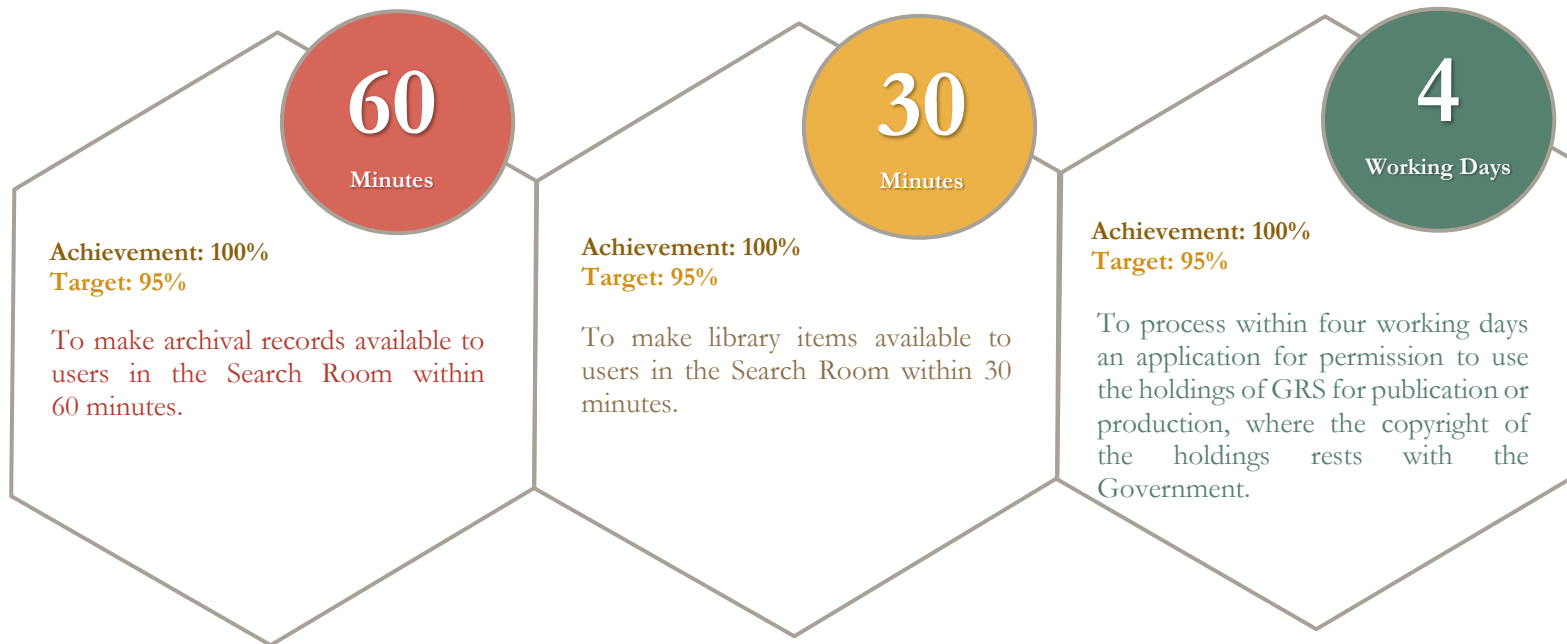 60
Minutes
Achievement: 100%
Target: 95%
To make archival records available to
users in the Search Room within
60 minutes.
30
Minutes
Achievement: 100%
Target: 95%
To make library items available to
users in the Search Room within 30
minutes.
4
Working Days
Achievement: 100%
Target: 95%
To process within four working days
an application for permission to use
the holdings of GRS for publication or
production, where the copyright of
the holdings rests with the
Government.